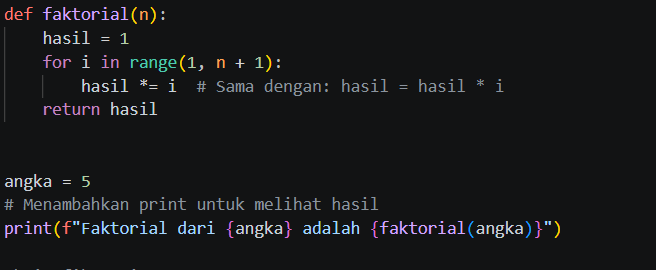 def faktorial(n):
    hasil = 1
    for i in range(1, n + 1):
        hasil *= i  # Sama dengan: hasil = hasil * i
    return hasil
angka = 5
# Menambahkan print untuk melihat hasil
print(f"Faktorial dari {angka} adalah {faktorial(angka)}")